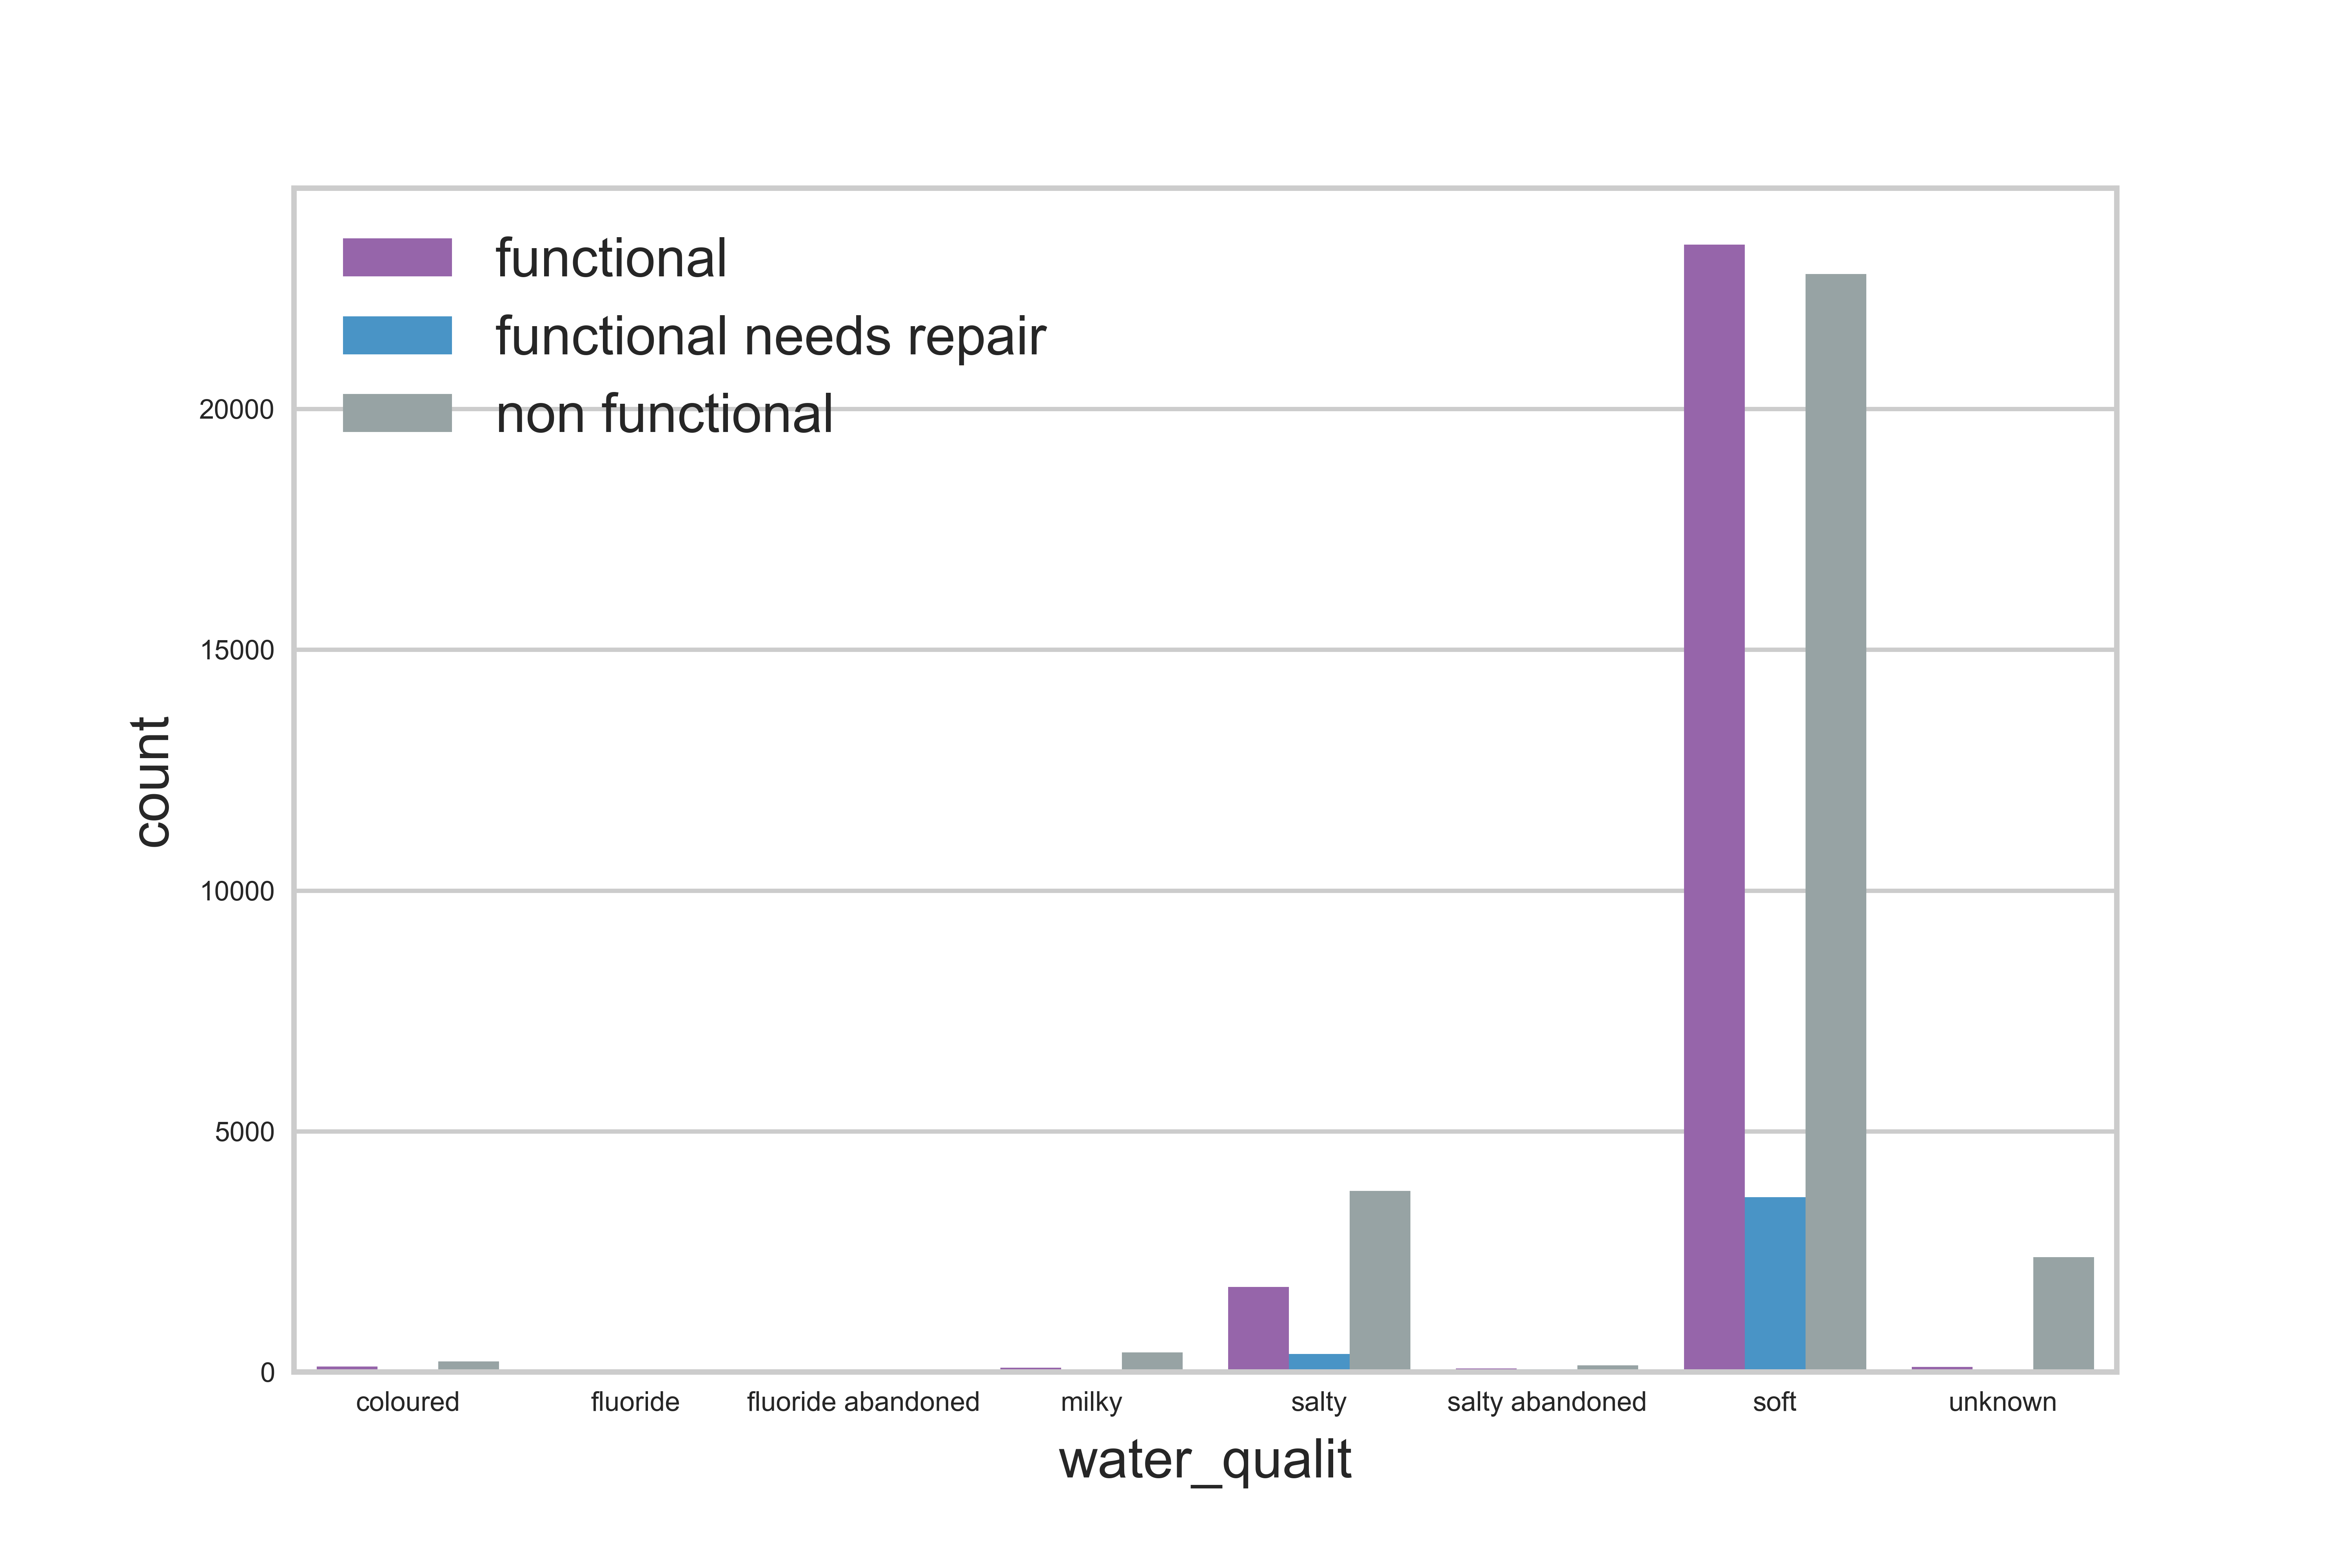 functional
functional needs repair
non functional
20000
15000
10000
5000
0
count
coloured fluoride fluoride abandoned milky salty salty abandoned soft unknown
water_qualit